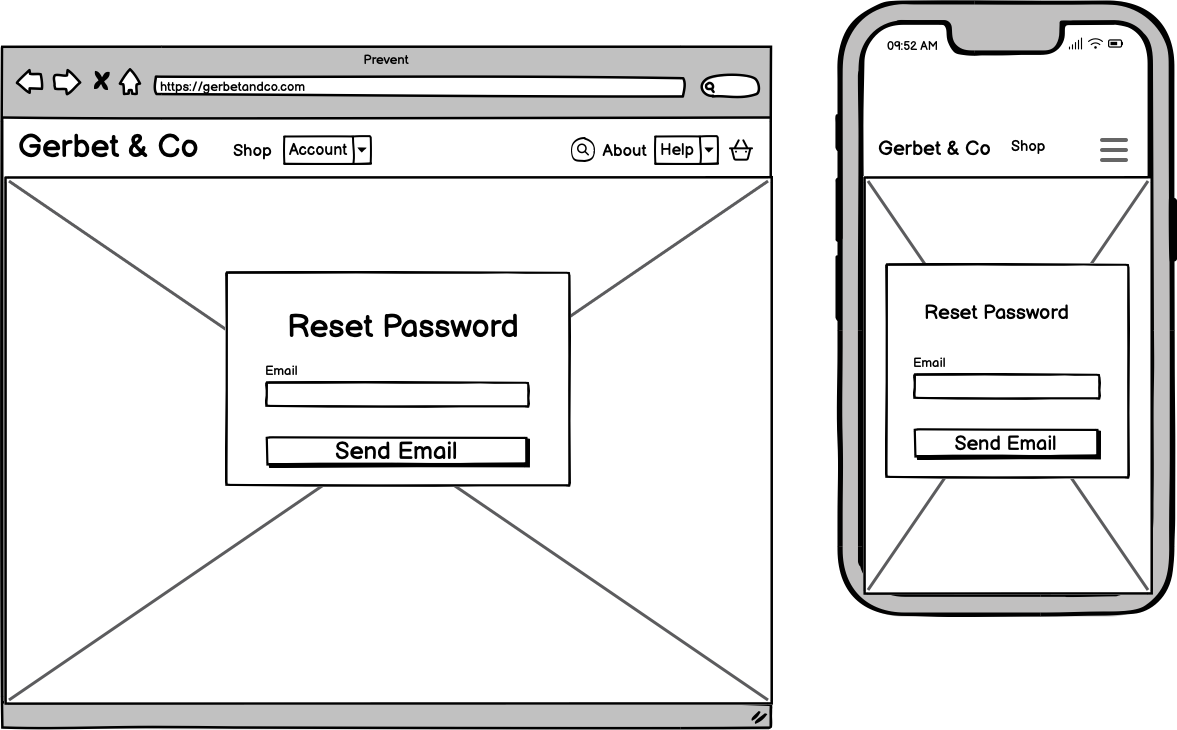 Prevent
https://gerbetandco.com
Gerbet & Co Shop Account About Help
Reset Password
Email
Send Email
09:52 AM
Gerbet & Co Shop
Reset Password
Email
Send Email